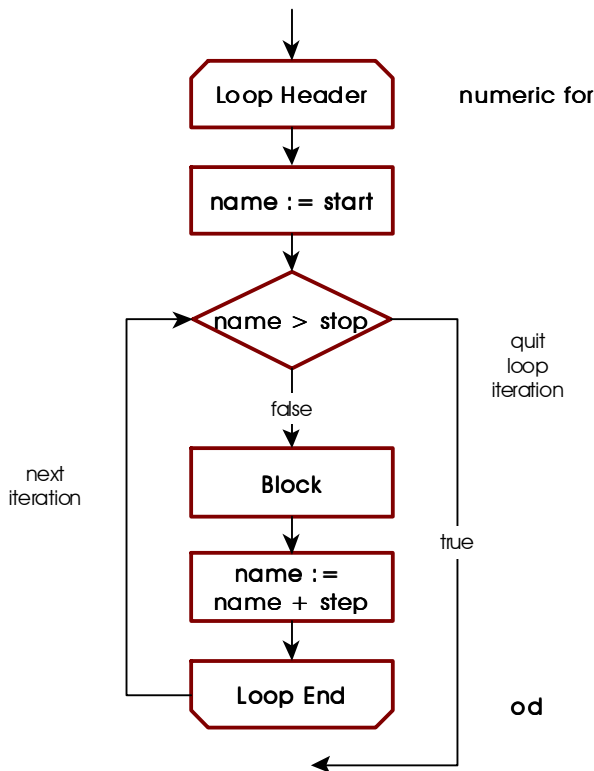 Loop Header
numeric for
name := start
name > stop
quit
loop
iteration
false
next
iteration
Block
true
name :=
name + step
Loop End
od